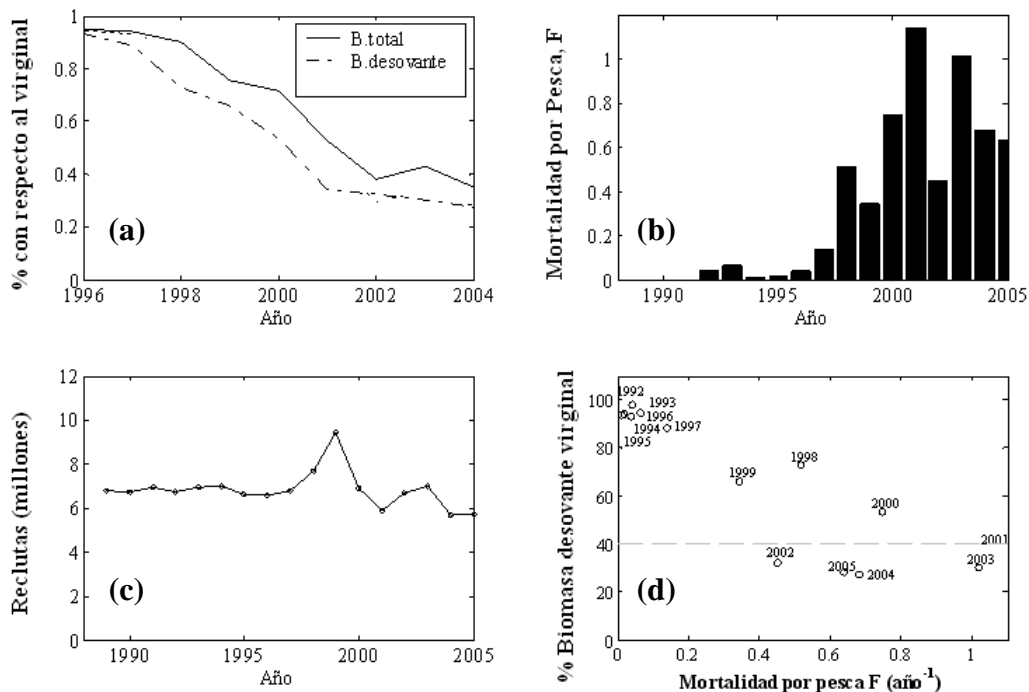 % con respecto al virginal
1
0.8
0.6
0.4
0.2
0
B.total
B.desovante
(a)
1996 1998 2000 2002 2004
Año
Mortalidad por Pesca, F
1
0.8
0.6
0.4
0.2
0
(b)
1990 1995 2000 2005
Año
Reclutas (millones)
12
10
8
6
4
2
0
(c)
1990 1995 2000 2005
Año
% Biomasa desovante virginal
100
80
60
40
20
0
1992
1993
1996
1994
1997
1995
1998
1999
2000
2001
2002
2003
2005
2004
(d)
0 0.2 0.4 0.6 0.8 1
Mortalidad por pesca F (año-1)